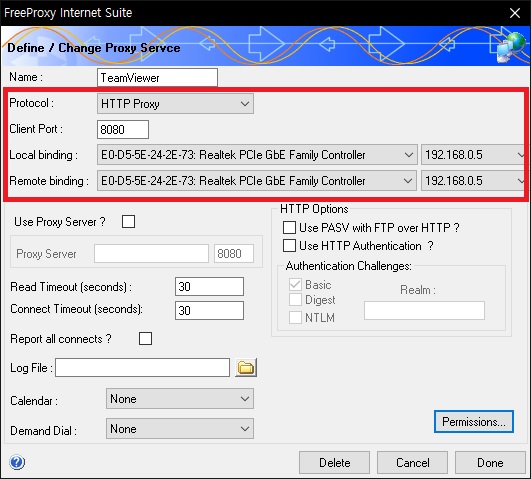 FreeProxy Internet Suite
Define / Change Proxy Servce
Name : TeamViewer
Protocol : HTTP Proxy
Client Port : 8080
Local binding : E0-D5-5E-24-2E-73: Realtek PCIe GbE Family Controller 192.168.0.5
Remote binding : E0-D5-5E-24-2E-73: Realtek PCIe GbE Family Controller 192.168.0.5
Use Proxy Server ?
Proxy Server 8080
Read Timeout (seconds) : 30
Connect Timeout (seconds): 30
Report all connects ?
Log File :
Calendar : None
Demand Dial : None
HTTP Options
Use PASV with FTP over HTTP ?
Use HTTP Authentication ?
Authentication Challenges:
Basic Realm :
Digest
NTLM
Permissions...
? Delete Cancel Done